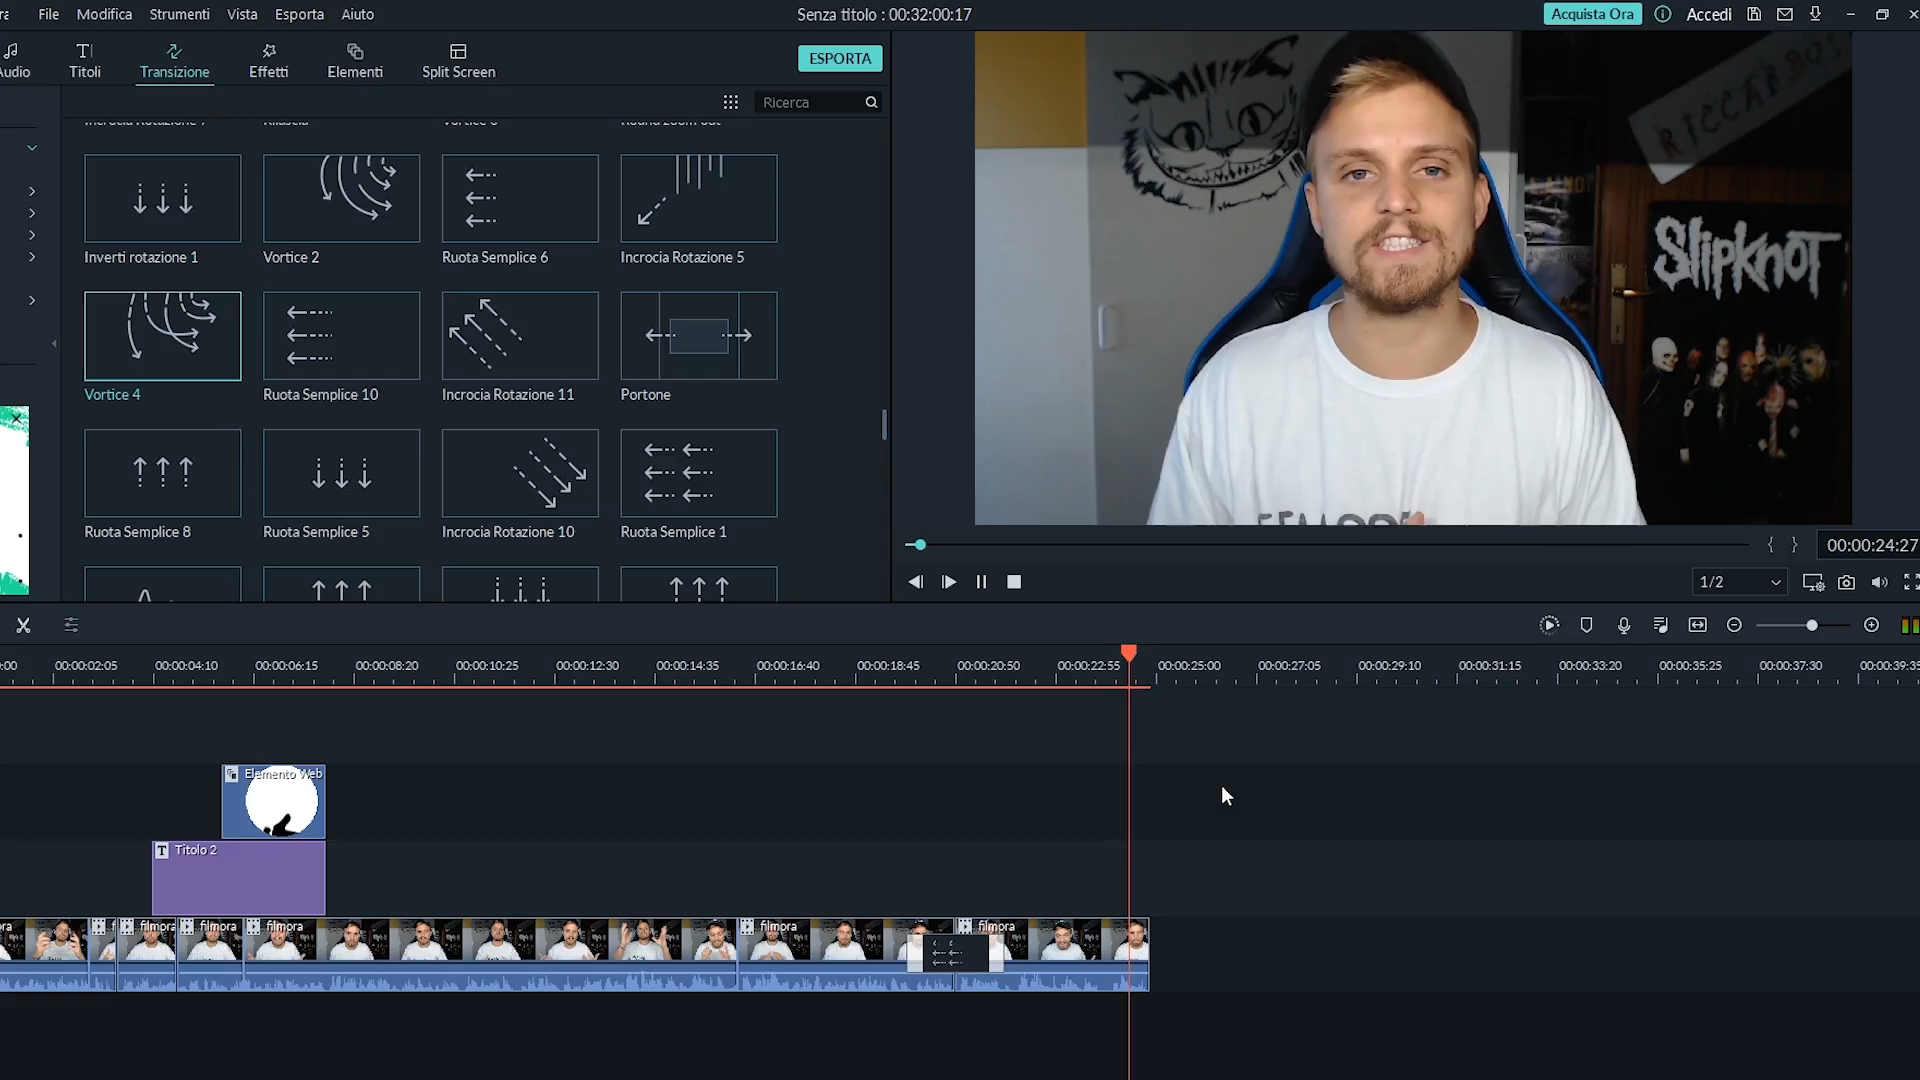 File Modifica Strumenti Vista Esporta Aiuto
Senza titolo : 00:32:00:17
Acquista Ora
Accedi
Audio Titoli Transizione Effetti Elementi Split Screen
ESPORTA
Ricerca
Inverti rotazione 1 Vortice 2 Ruota Semplice 6 Incrocia Rotazione 5
Vortice 4 Ruota Semplice 10 Incrocia Rotazione 11 Portone
Ruota Semplice 8 Ruota Semplice 5 Incrocia Rotazione 10 Ruota Semplice 1
SLIPKNOT
{ } 00:00:24:27
1/2
:00 00:00:02:05 00:00:04:10 00:00:06:15 00:00:08:20 00:00:10:25 00:00:12:30 00:00:14:35 00:00:16:40 00:00:18:45 00:00:20:50 00:00:22:55 00:00:25:00 00:00:27:05 00:00:29:10 00:00:31:15 00:00:33:20 00:00:35:25 00:00:37:30 00:00:39:35
Elemento Web
T Titolo 2
ra f filmora filmora filmora filmora filmora